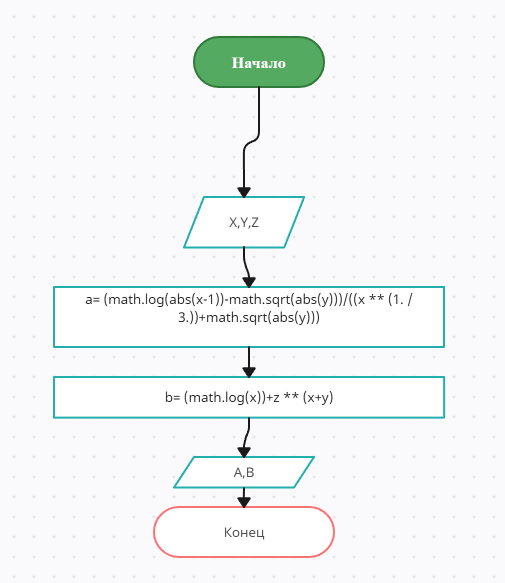 Начало
X,Y,Z
a= (math.log(abs(x-1))-math.sqrt(abs(y)))/((x ** (1. /
3.))+math.sqrt(abs(y)))
b= (math.log(x))+z ** (x+y)
A,B
Конец